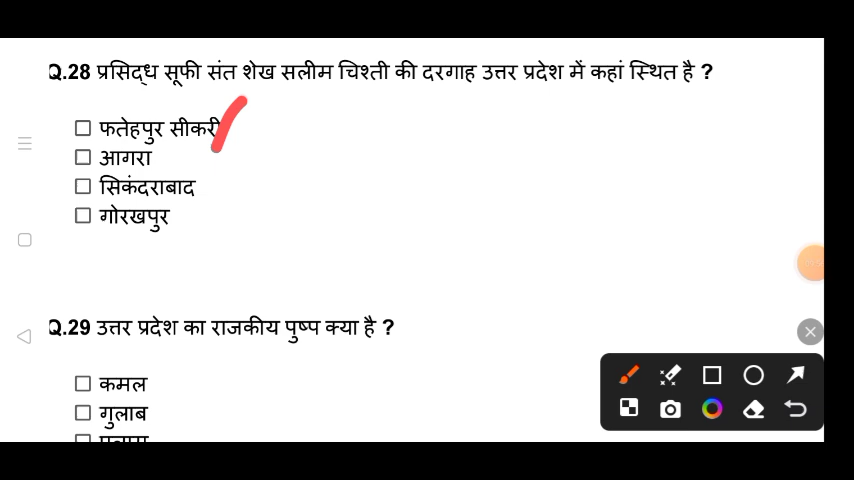 Q.28 प्रसिद्ध सूफी संत शेख सलीम चिश्ती की दरगाह उत्तर प्रदेश में कहां स्थित है ?
फतेहपुर सीकरी
आगरा
सिकंदराबाद
गोरखपुर
Q.29 उत्तर प्रदेश का राजकीय पुष्प क्या है ?
कमल
गुलाब